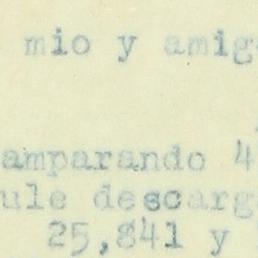 mio y amig
amparando 4
ule descarg
25,841 y